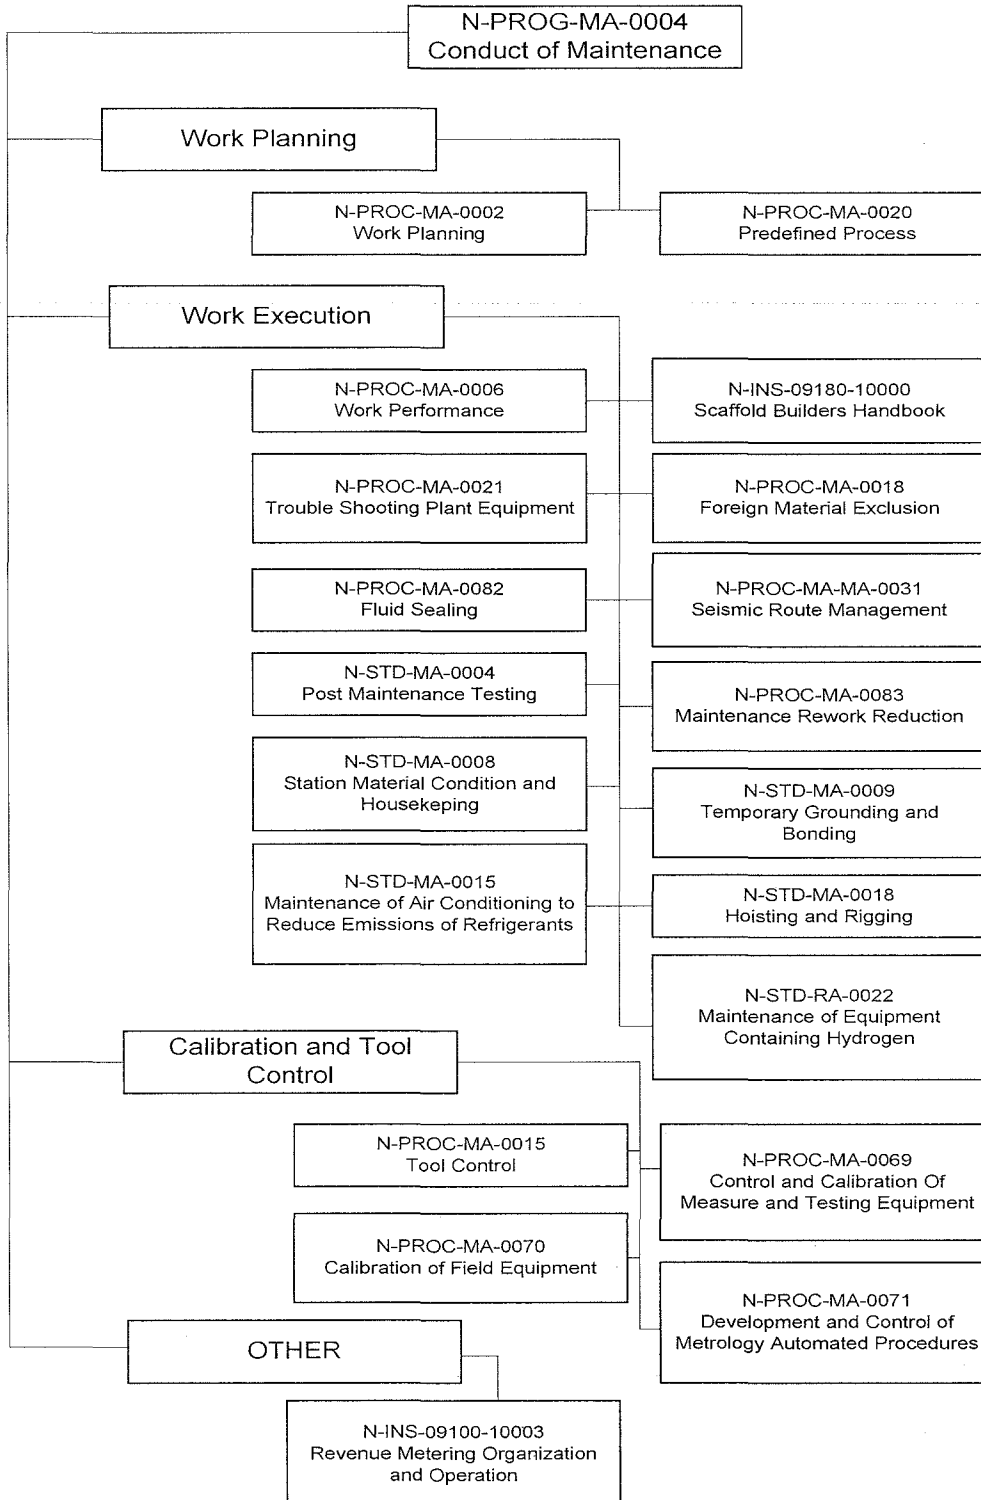 N-PROG-MA-0004
Conduct of Maintenance
Work Planning
N-PROC-MA-0002
Work Planning
N-PROC-MA-0020
Predefined Process
Work Execution
N-PROC-MA-0006
Work Performance
N-INS-09180-10000
Scaffold Builders Handbook
N-PROC-MA-0021
Trouble Shooting Plant Equipment
N-PROC-MA-0018
Foreign Material Exclusion
N-PROC-MA-0082
Fluid Sealing
N-PROC-MA-MA-0031
Seismic Route Management
N-STD-MA-0004
Post Maintenance Testing
N-PROC-MA-0083
Maintenance Rework Reduction
N-STD-MA-0008
Station Material Condition and
Housekeping
N-STD-MA-0009
Temporary Grounding and
Bonding
N-STD-MA-0015
Maintenance of Air Conditioning to
Reduce Emissions of Refrigerants
N-STD-MA-0018
Hoisting and Rigging
N-STD-RA-0022
Maintenance of Equipment
Containing Hydrogen
Calibration and Tool
Control
N-PROC-MA-0015
Tool Control
N-PROC-MA-0069
Control and Calibration Of
Measure and Testing Equipment
N-PROC-MA-0070
Calibration of Field Equipment
N-PROC-MA-0071
Development and Control of
Metrology Automated Procedures
OTHER
N-INS-09100-10003
Revenue Metering Organization
and Operation